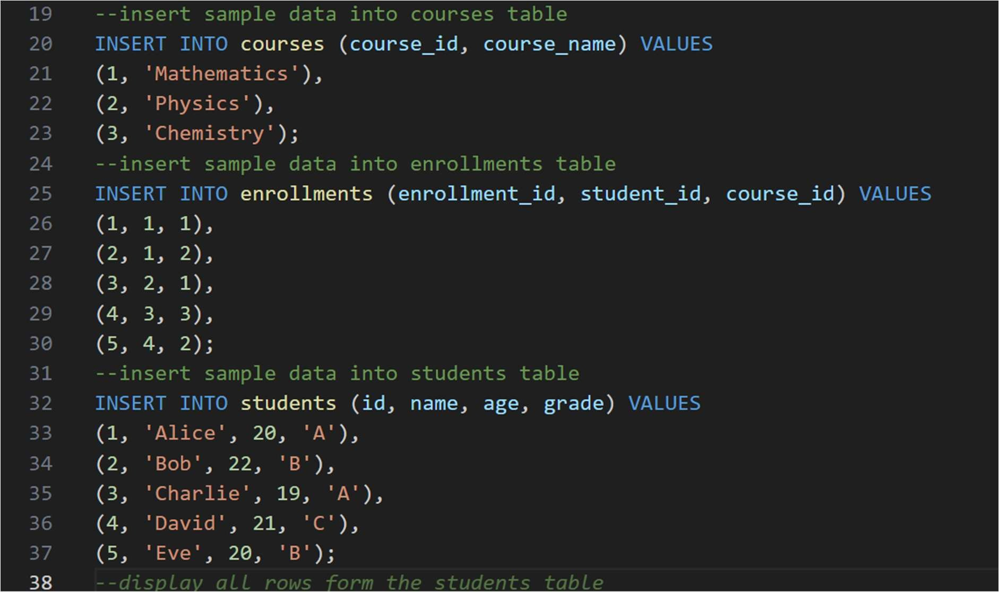 19 --insert sample data into courses table
20 INSERT INTO courses (course_id, course_name) VALUES
21 (1, 'Mathematics'),
22 (2, 'Physics'),
23 (3, 'Chemistry');
24 --insert sample data into enrollments table
25 INSERT INTO enrollments (enrollment_id, student_id, course_id) VALUES
26 (1, 1, 1),
27 (2, 1, 2),
28 (3, 2, 1),
29 (4, 3, 3),
30 (5, 4, 2);
31 --insert sample data into students table
32 INSERT INTO students (id, name, age, grade) VALUES
33 (1, 'Alice', 20, 'A'),
34 (2, 'Bob', 22, 'B'),
35 (3, 'Charlie', 19, 'A'),
36 (4, 'David', 21, 'C'),
37 (5, 'Eve', 20, 'B');
38 --display all rows form the students table